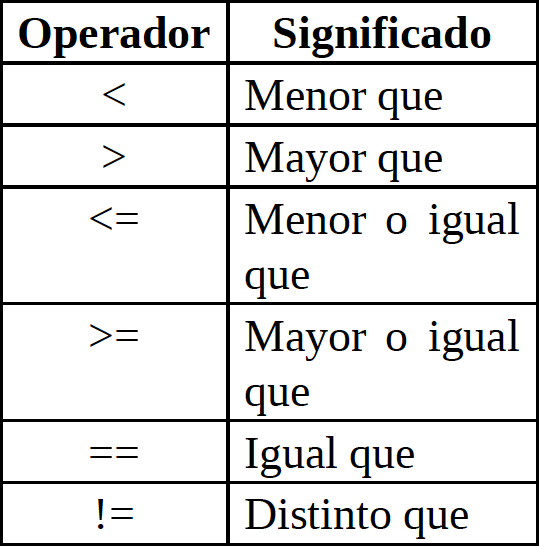 Operador Significado
< Menor que
> Mayor que
<= Menor o igual
que
>= Mayor o igual
que
== Igual que
!= Distinto que